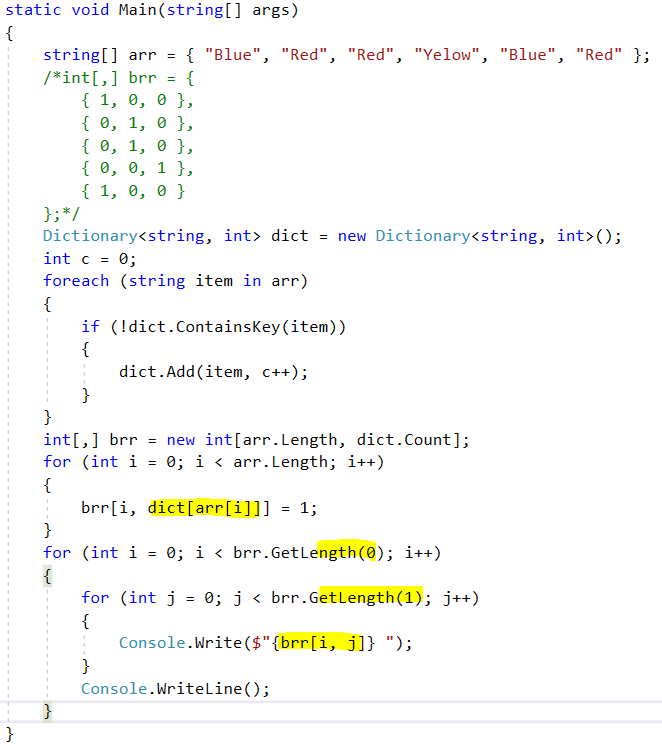 static void Main(string[] args)
{
    string[] arr = { "Blue", "Red", "Red", "Yelow", "Blue", "Red" };
    /*int[,] brr = {
        { 1, 0, 0 },
        { 0, 1, 0 },
        { 0, 1, 0 },
        { 0, 0, 1 },
        { 1, 0, 0 }
    };*/
    Dictionary<string, int> dict = new Dictionary<string, int>();
    int c = 0;
    foreach (string item in arr)
    {
        if (!dict.ContainsKey(item))
        {
            dict.Add(item, c++);
        }
    }
    int[,] brr = new int[arr.Length, dict.Count];
    for (int i = 0; i < arr.Length; i++)
    {
        brr[i, dict[arr[i]]] = 1;
    }
    for (int i = 0; i < brr.GetLength(0); i++)
    {
        for (int j = 0; j < brr.GetLength(1); j++)
        {
            Console.Write($"{brr[i, j]} ");
        }
        Console.WriteLine();
    }
}